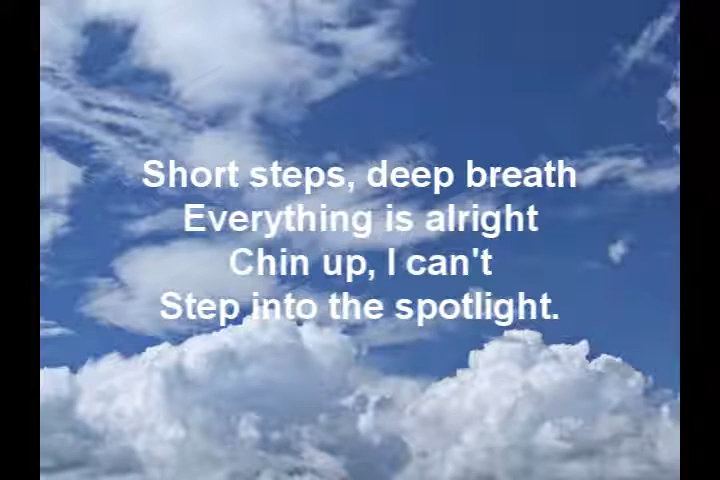 Short steps, deep breath
Everything is alright
Chin up, I can't
Step into the spotlight.